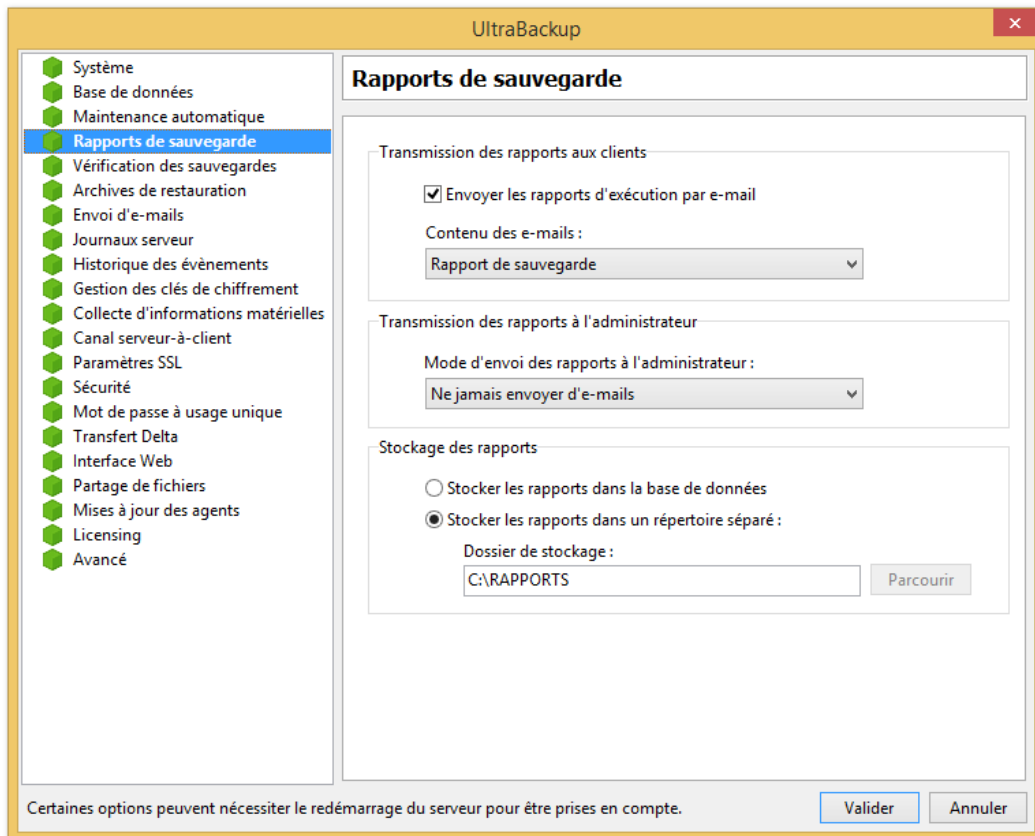 UltraBackup
Système
Base de données
Maintenance automatique
Rapports de sauvegarde
Vérification des sauvegardes
Archives de restauration
Envoi d'e-mails
Journaux serveur
Historique des évènements
Gestion des clés de chiffrement
Collecte d'informations matérielles
Canal serveur-à-client
Paramètres SSL
Sécurité
Mot de passe à usage unique
Transfert Delta
Interface Web
Partage de fichiers
Mises à jour des agents
Licensing
Avancé
Rapports de sauvegarde
Transmission des rapports aux clients
Envoyer les rapports d'exécution par e-mail
Contenu des e-mails :
Rapport de sauvegarde
Transmission des rapports à l'administrateur
Mode d'envoi des rapports à l'administrateur :
Ne jamais envoyer d'e-mails
Stockage des rapports
Stocker les rapports dans la base de données
Stocker les rapports dans un répertoire séparé :
Dossier de stockage :
C:\RAPPORTS
Parcourir
Certaines options peuvent nécessiter le redémarrage du serveur pour être prises en compte.
Valider
Annuler